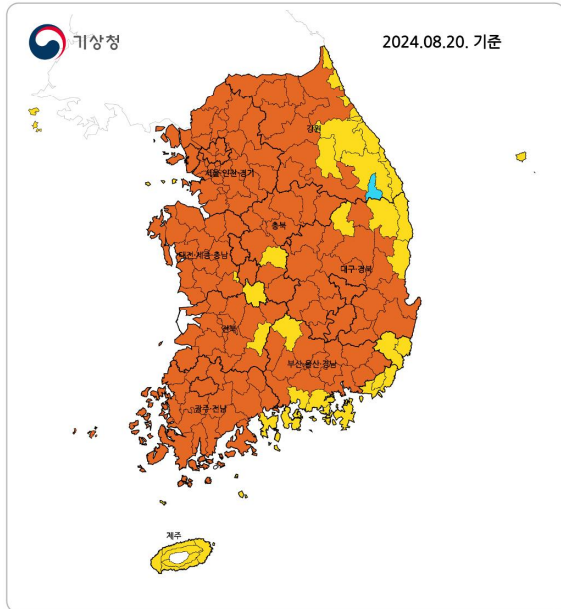 기상청
2024.08.20. 기준
강원
서울·인천·경기
충북
대전·세종·충남
대구·경북
전북
부산·울산·경남
광주·전남
제주